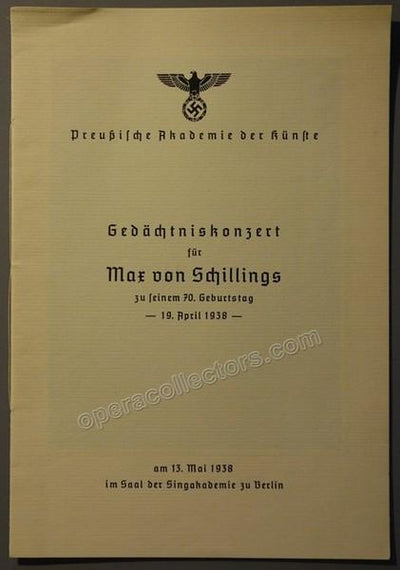 Preußische Akademie der Künste
Gedächtniskonzert
für
Max von Schillings
zu seinem 70. Geburtstag
— 19. April 1938 —
operacollectors.com
am 13. Mai 1938
im Saal der Singakademie zu Berlin